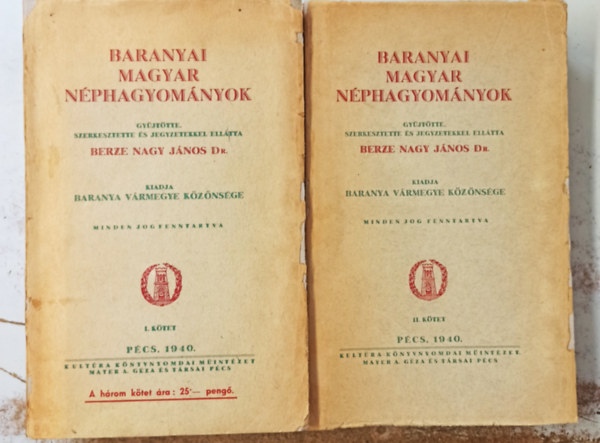 BARANYAI
MAGYAR
NÉPHAGYOMÁNYOK
GYŰJTÖTTE,
SZERKESZTETTE ÉS JEGYZETEKKEL ELLÁTTA
BERZE NAGY JÁNOS DR.
KIADJA
BARANYA VÁRMEGYE KÖZÖNSÉGE
MINDEN JOG FENNTARTVA
I. KÖTET
PÉCS, 1940.
KULTÚRA KÖNYVNYOMDAI MŰINTÉZET
MAYER A. GÉZA ÉS TÁRSAI PÉCS
A három kötet ára: 25·— pengő.
BARANYAI
MAGYAR
NÉPHAGYOMÁNYOK
GYŰJTÖTTE,
SZERKESZTETTE ÉS JEGYZETEKKEL ELLÁTTA
BERZE NAGY JÁNOS DR.
KIADJA
BARANYA VÁRMEGYE KÖZÖNSÉGE
MINDEN JOG FENNTARTVA
II. KÖTET
PÉCS, 1940.
KULTÚRA KÖNYVNYOMDAI MŰINTÉZET
MAYER A. GÉZA ÉS TÁRSAI PÉCS